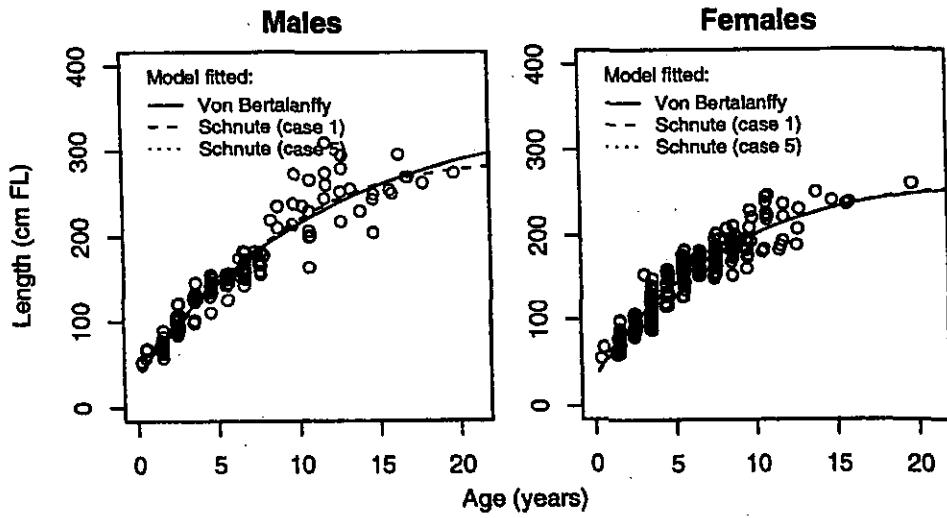 Males
Females
Length (cm FL)
400
300
200
100
0
Model fitted:
Von Bertalanffy
Schnute (case 1)
Schnute (case 5)
0 5 10 15 20
400
300
200
100
0
Model fitted:
Von Bertalanffy
Schnute (case 1)
Schnute (case 5)
0 5 10 15 20
Age (years)